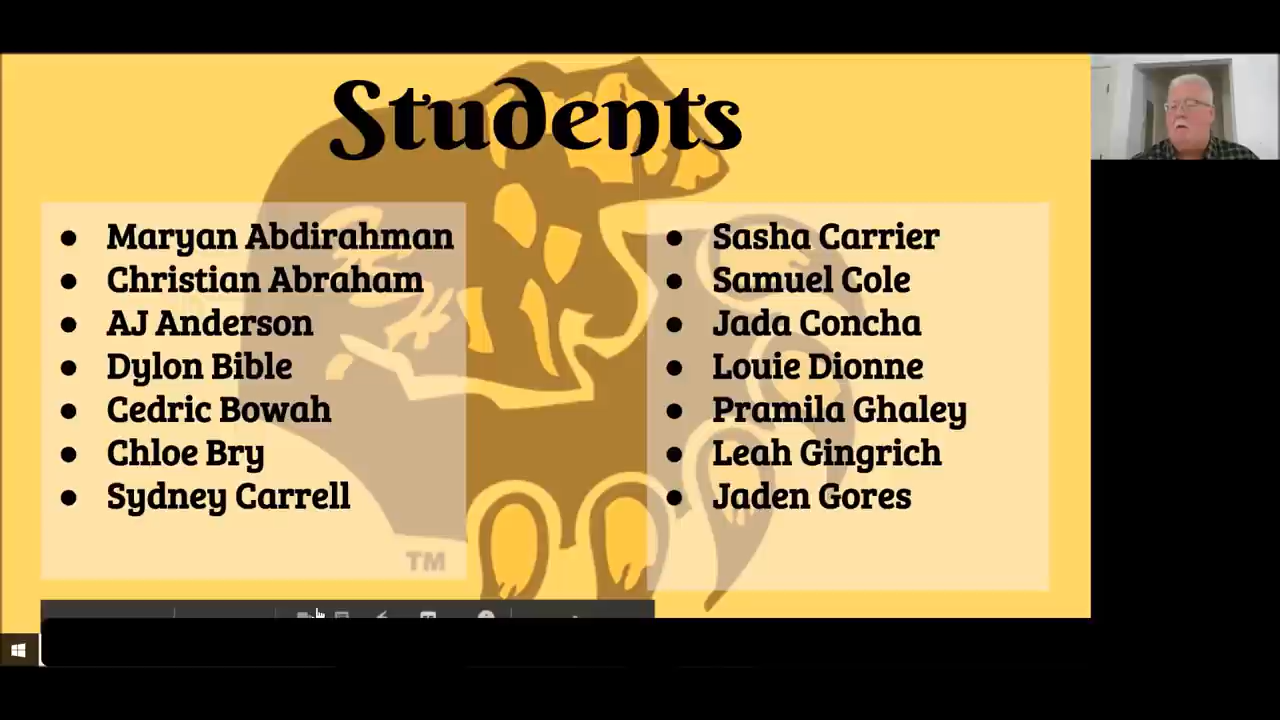 Students
Maryan Abdirahman
Christian Abraham
AJ Anderson
Dylon Bible
Cedric Bowah
Chloe Bry
Sydney Carrell
TM
Sasha Carrier
Samuel Cole
Jada Concha
Louie Dionne
Pramila Ghaley
Leah Gingrich
Jaden Gores